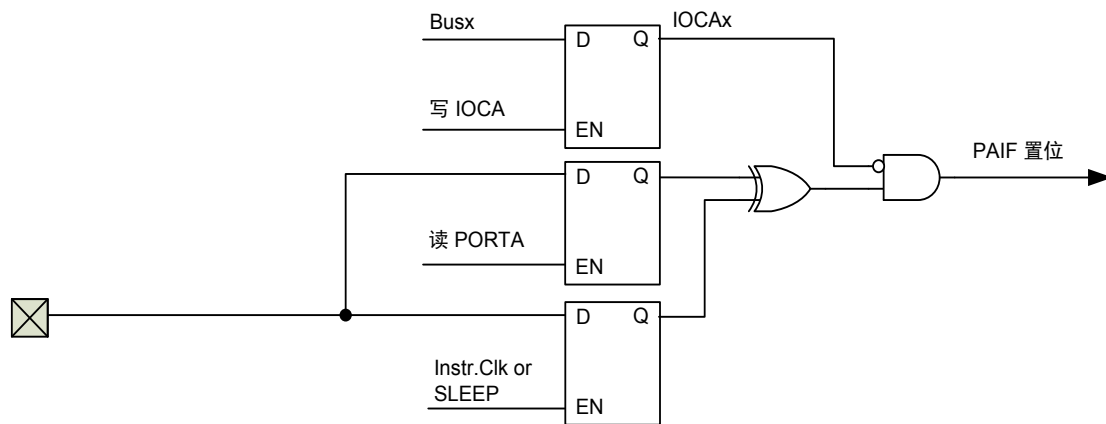 Busx
IOCAx
D
Q
写 IOCA
EN
PAIF 置位
D
Q
读 PORTA
EN
D
Q
Instr.Clk or
SLEEP
EN